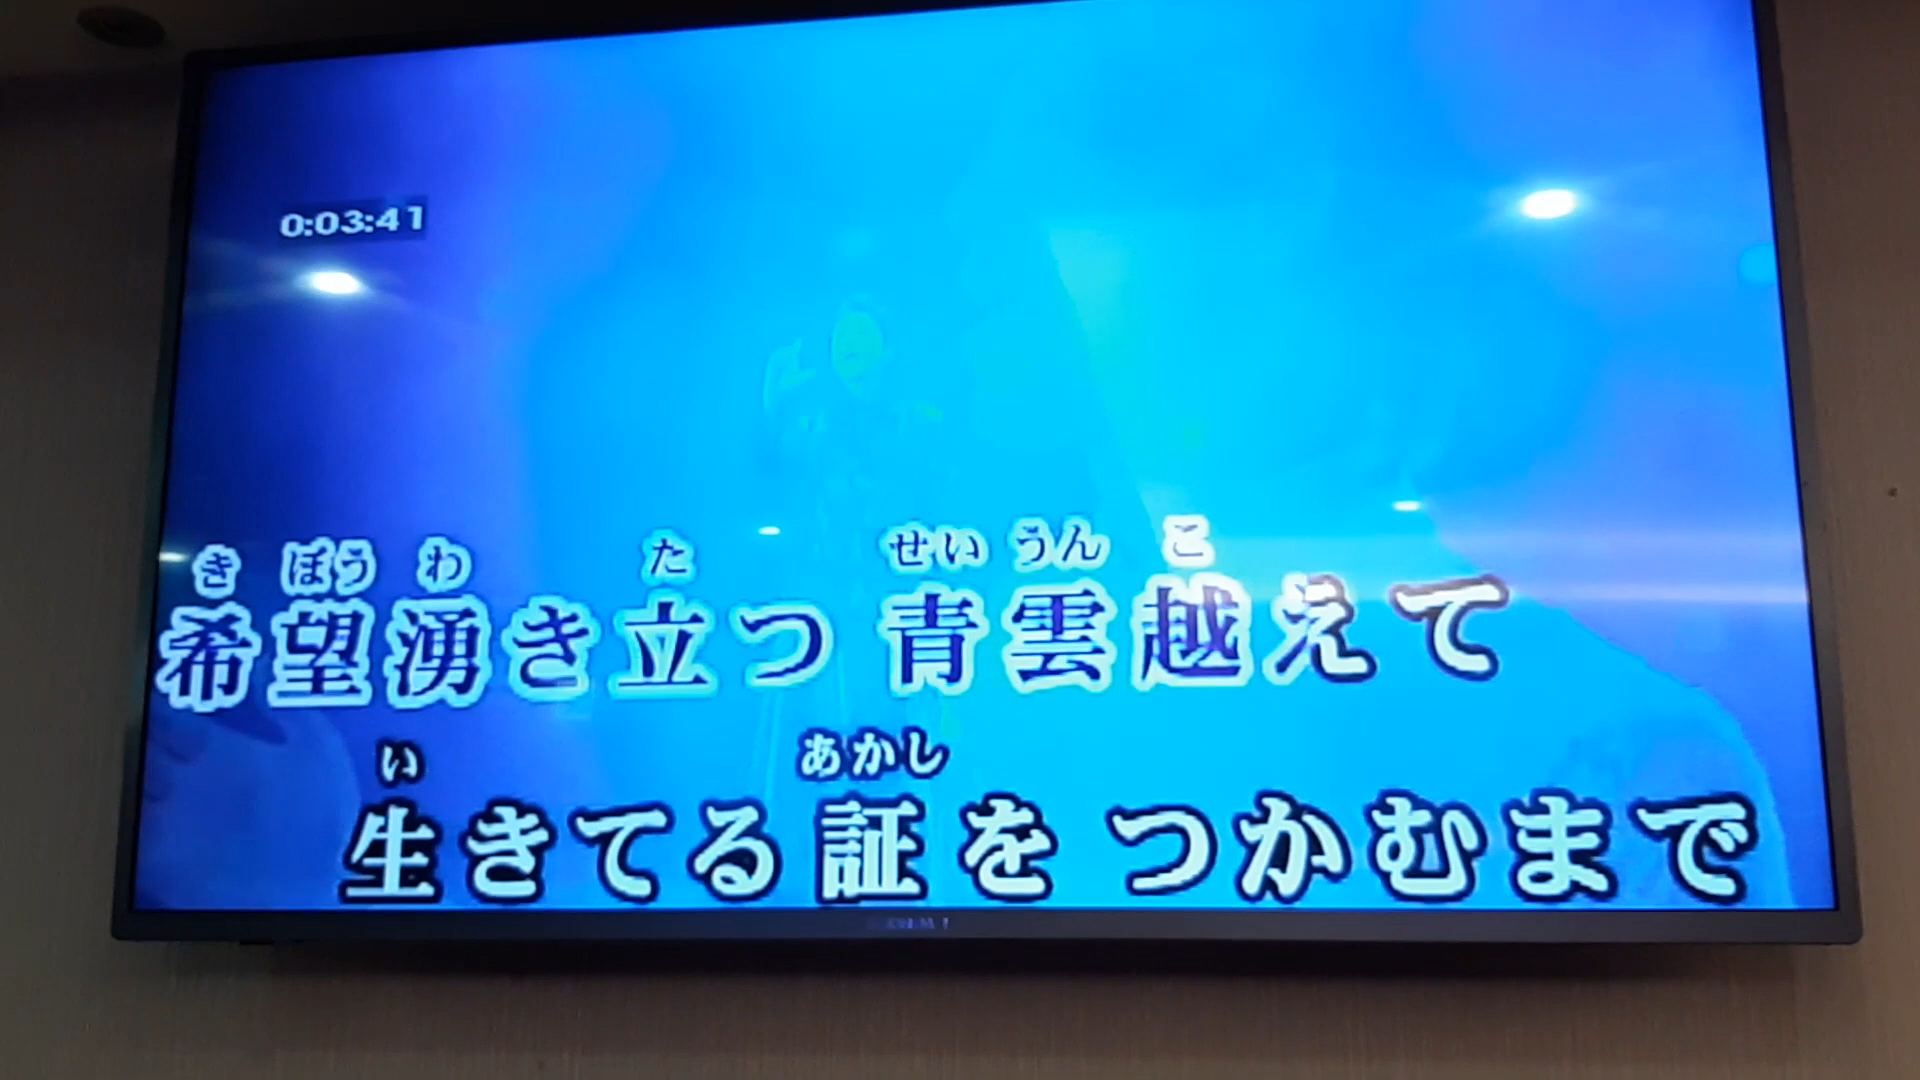 0:03:41
き ぼう わ た せい うん こ
希望湧き立つ 青雲越えて
い あかし
生きてる証を つかむまで